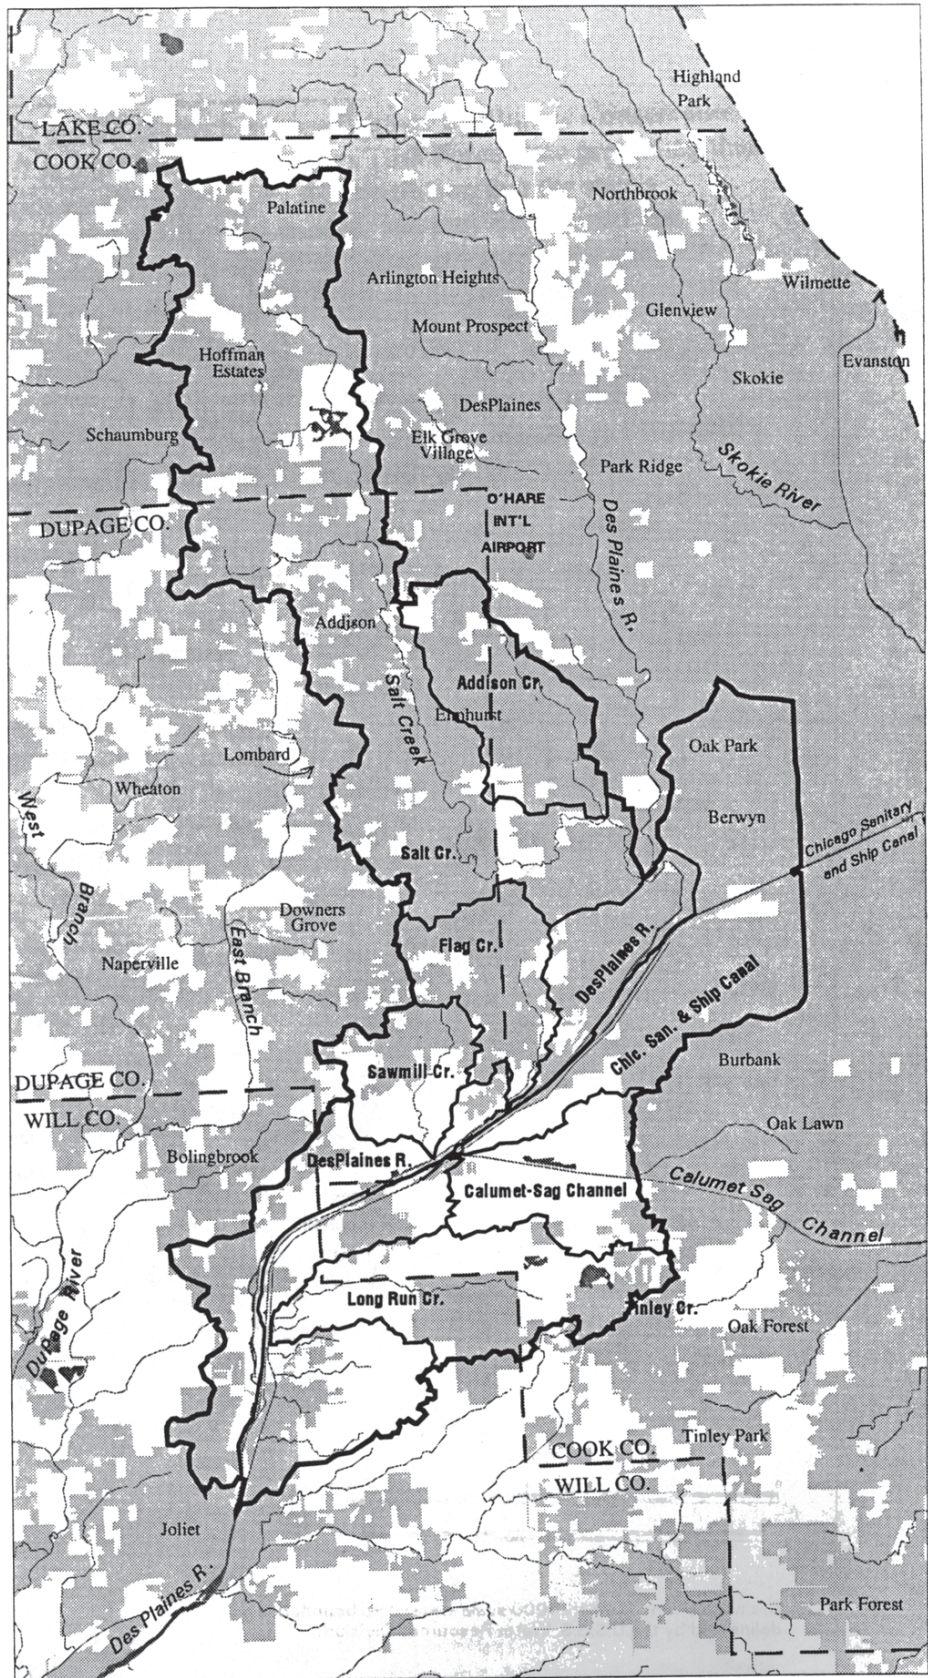 Highland
Park
LAKE CO.
COOK CO.
Palatine
Northbrook
Arlington Heights
Wilmette
Mount Prospect
Glenview
Hoffman
Estates
Skokie
Evanston
DesPlaines
Schaumburg
Elk Grove
Village
Park Ridge
Skokie River
O'HARE
INT'L
AIRPORT
DUPAGE CO.
Des Plaines R.
Addison
Addison Cr.
Salt Creek
Elmhurst
Oak Park
Lombard
Wheaton
West
Branch
Berwyn
Chicago Sanitary
and Ship Canal
Salt Cr.
Downers
Grove
East Branch
Flag Cr.
DesPlaines R.
Naperville
Chic. San. & Ship Canal
Burbank
Sawmill Cr.
DUPAGE CO.
WILL CO.
Oak Lawn
Bolingbrook
DesPlaines R.
Calumet-Sag Channel
Calumet Sag
Channel
DuPage River
Long Run Cr.
Tinley Cr.
Oak Forest
Tinley Park
COOK CO.
WILL CO.
Joliet
Des Plaines R.
Park Forest